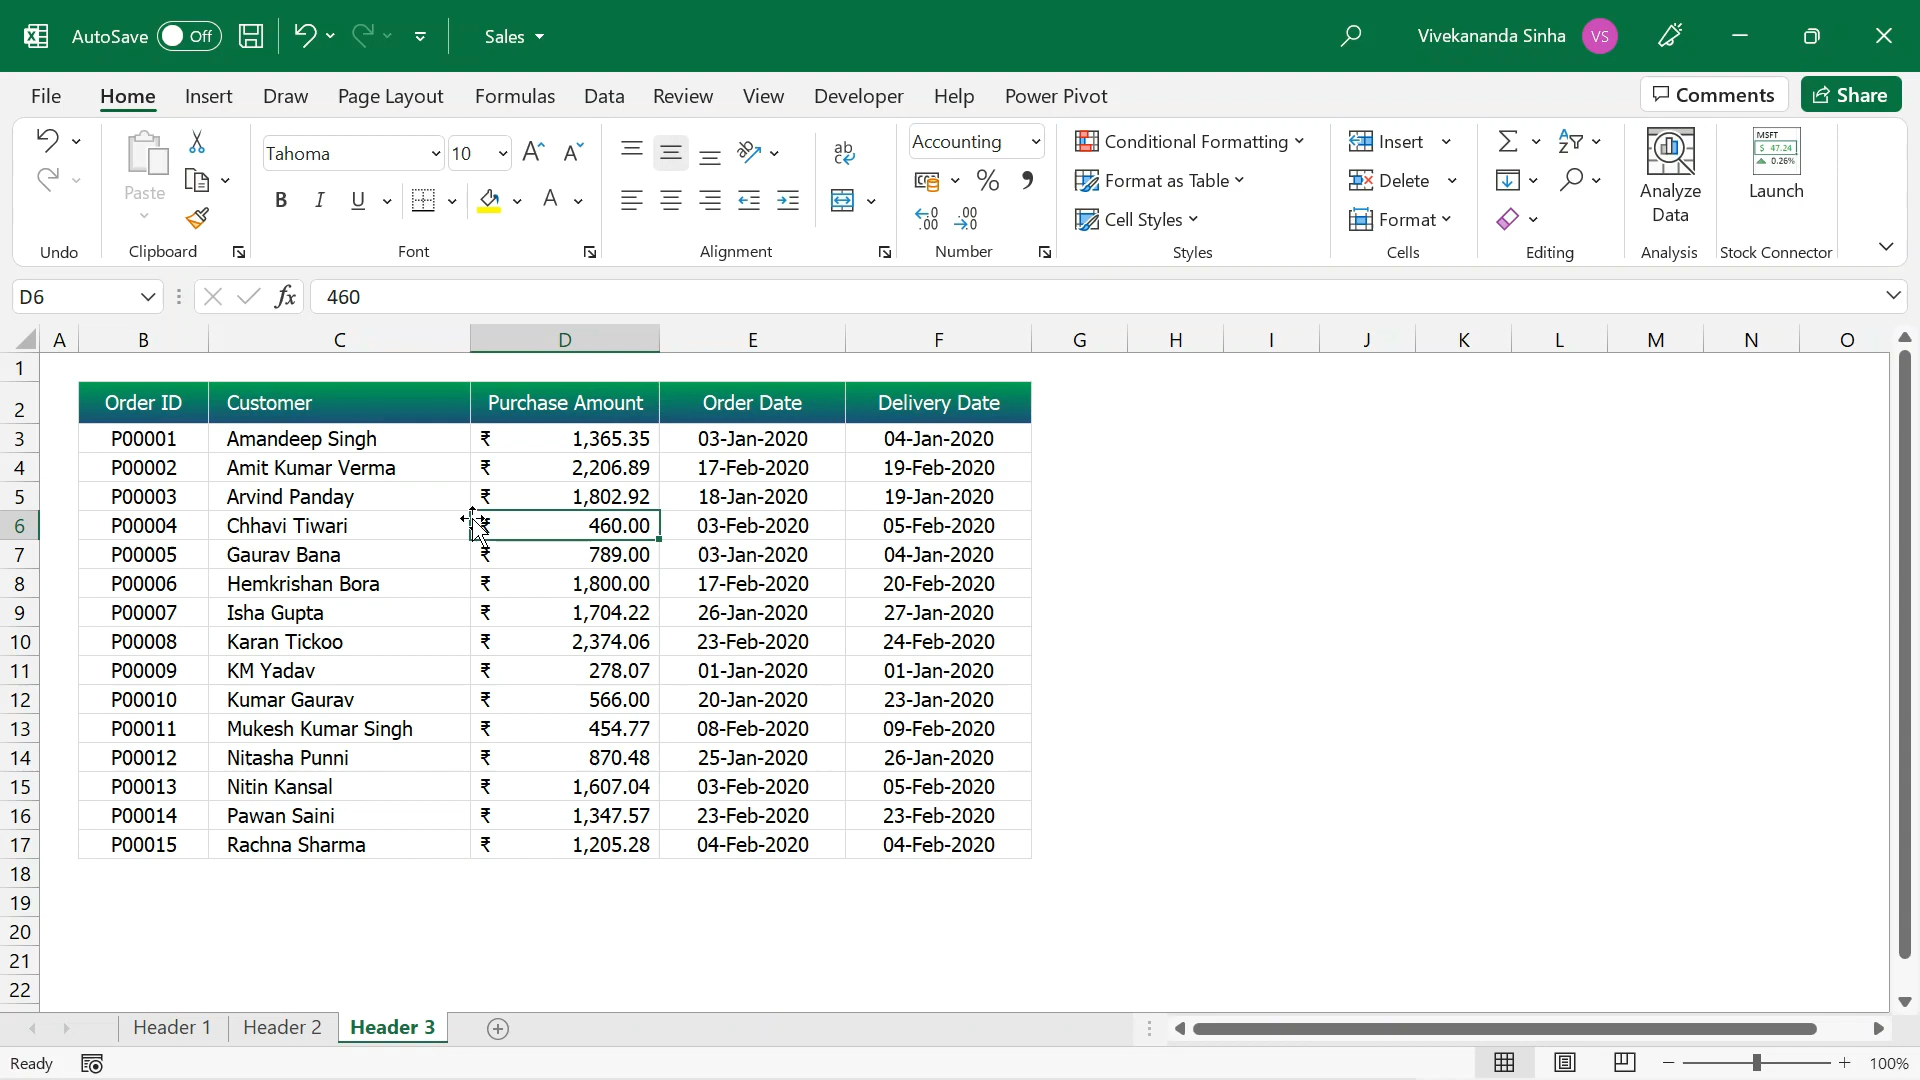 AutoSave Off Sales Vivekananda Sinha VS
File Home Insert Draw Page Layout Formulas Data Review View Developer Help Power Pivot Comments Share
Tahoma 10 Accounting
Conditional Formatting
Format as Table
Cell Styles
Insert
Delete
Format
Paste
B I U A ab % , .00 .00
MSFT
$ 47.24
0.26%
Analyze
Data
Launch
Undo Clipboard Font Alignment Number Styles Cells Editing Analysis Stock Connector
D6 fx 460
A B C D E F G H I J K L M N O
1
2 Order ID Customer Purchase Amount Order Date Delivery Date
3 P00001 Amandeep Singh ₹ 1,365.35 03-Jan-2020 04-Jan-2020
4 P00002 Amit Kumar Verma ₹ 2,206.89 17-Feb-2020 19-Feb-2020
5 P00003 Arvind Panday ₹ 1,802.92 18-Jan-2020 19-Jan-2020
6 P00004 Chhavi Tiwari ₹ 460.00 03-Feb-2020 05-Feb-2020
7 P00005 Gaurav Bana ₹ 789.00 03-Jan-2020 04-Jan-2020
8 P00006 Hemkrishan Bora ₹ 1,800.00 17-Feb-2020 20-Feb-2020
9 P00007 Isha Gupta ₹ 1,704.22 26-Jan-2020 27-Jan-2020
10 P00008 Karan Tickoo ₹ 2,374.06 23-Feb-2020 24-Feb-2020
11 P00009 KM Yadav ₹ 278.07 01-Jan-2020 01-Jan-2020
12 P00010 Kumar Gaurav ₹ 566.00 20-Jan-2020 23-Jan-2020
13 P00011 Mukesh Kumar Singh ₹ 454.77 08-Feb-2020 09-Feb-2020
14 P00012 Nitasha Punni ₹ 870.48 25-Jan-2020 26-Jan-2020
15 P00013 Nitin Kansal ₹ 1,607.04 03-Feb-2020 05-Feb-2020
16 P00014 Pawan Saini ₹ 1,347.57 23-Feb-2020 23-Feb-2020
17 P00015 Rachna Sharma ₹ 1,205.28 04-Feb-2020 04-Feb-2020
18
19
20
21
22
Header 1 Header 2 Header 3
Ready 100%